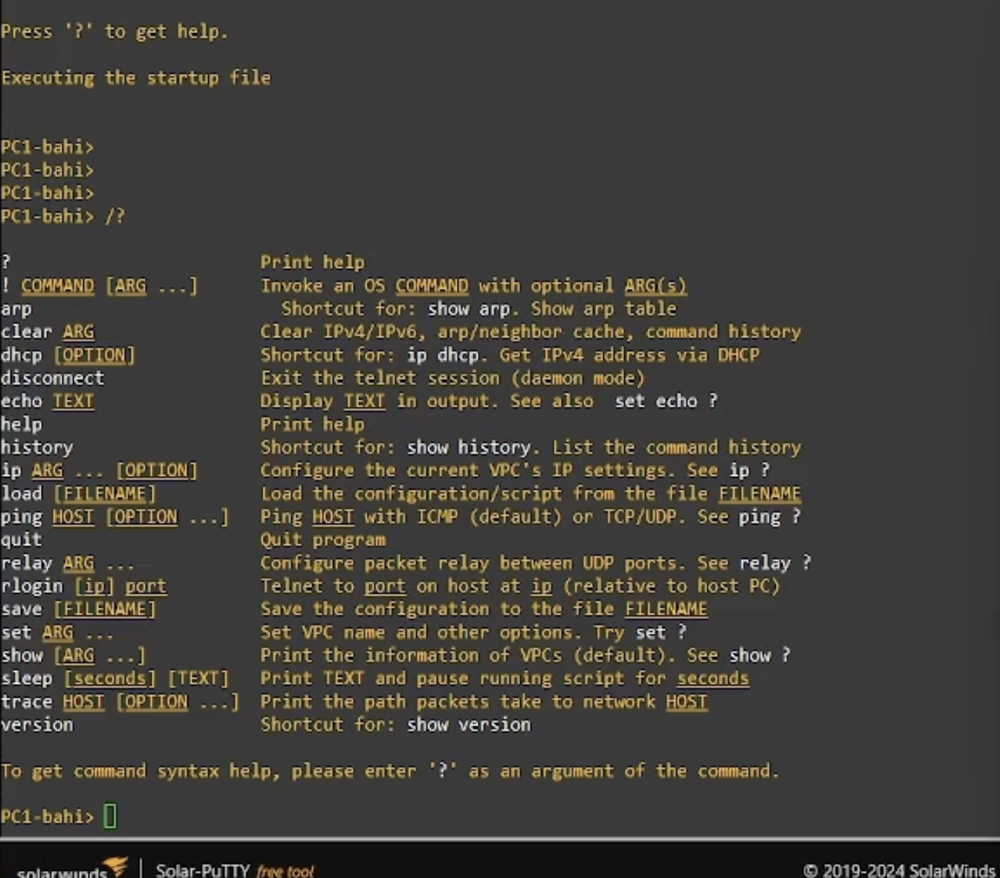 Press '?' to get help.
Executing the startup file
PC1-bahi>
PC1-bahi>
PC1-bahi>
PC1-bahi> /?
? Print help
! COMMAND [ARG ...] Invoke an OS COMMAND with optional ARG(s)
arp Shortcut for: show arp. Show arp table
clear ARG Clear IPv4/IPv6, arp/neighbor cache, command history
dhcp [OPTION] Shortcut for: ip dhcp. Get IPv4 address via DHCP
disconnect Exit the telnet session (daemon mode)
echo TEXT Display TEXT in output. See also set echo ?
help Print help
history Shortcut for: show history. List the command history
ip ARG ... [OPTION] Configure the current VPC's IP settings. See ip ?
load [FILENAME] Load the configuration/script from the file FILENAME
ping HOST [OPTION ...] Ping HOST with ICMP (default) or TCP/UDP. See ping ?
quit Quit program
relay ARG ... Configure packet relay between UDP ports. See relay ?
rlogin [ip] port Telnet to port on host at ip (relative to host PC)
save [FILENAME] Save the configuration to the file FILENAME
set ARG ... Set VPC name and other options. Try set ?
show [ARG ...] Print the information of VPCs (default). See show ?
sleep [seconds] [TEXT] Print TEXT and pause running script for seconds
trace HOST [OPTION ...] Print the path packets take to network HOST
version Shortcut for: show version
To get command syntax help, please enter '?' as an argument of the command.
PC1-bahi>
solarwinds | Solar-PuTTY free tool © 2019-2024 SolarWinds